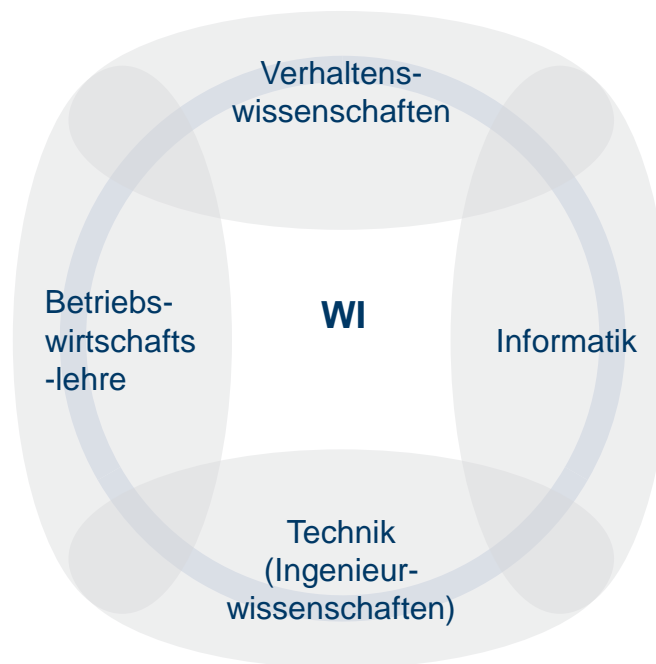 Verhaltens-
wissenschaften
Betriebs-
wirtschafts
-lehre
WI
Informatik
Technik
(Ingenieur-
wissenschaften)